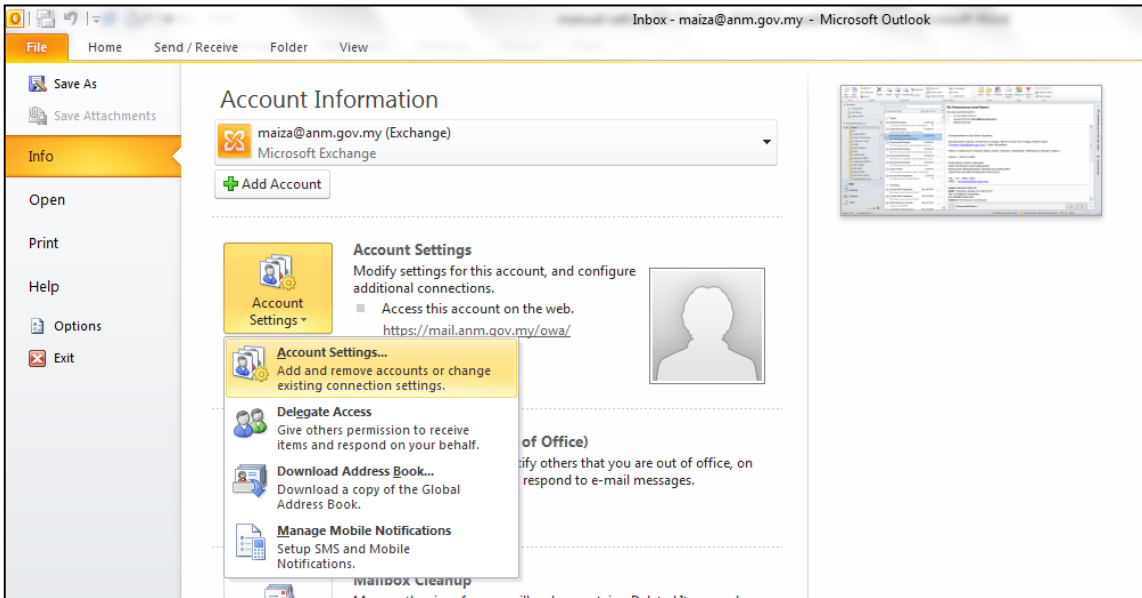 Inbox - maiza@anm.gov.my - Microsoft Outlook
File Home Send / Receive Folder View
Save As
Save Attachments
Info
Open
Print
Help
Options
Exit
Account Information
maiza@anm.gov.my (Exchange)
Microsoft Exchange
Add Account
Account
Settings
Account Settings
Modify settings for this account, and configure
additional connections.
Access this account on the web.
https://mail.anm.gov.my/owa/
Account Settings...
Add and remove accounts or change
existing connection settings.
Delegate Access
Give others permission to receive
items and respond on your behalf.
Download Address Book...
Download a copy of the Global
Address Book.
Manage Mobile Notifications
Setup SMS and Mobile
Notifications.
of Office)
tify others that you are out of office, on
respond to e-mail messages.
Mailbox Cleanup